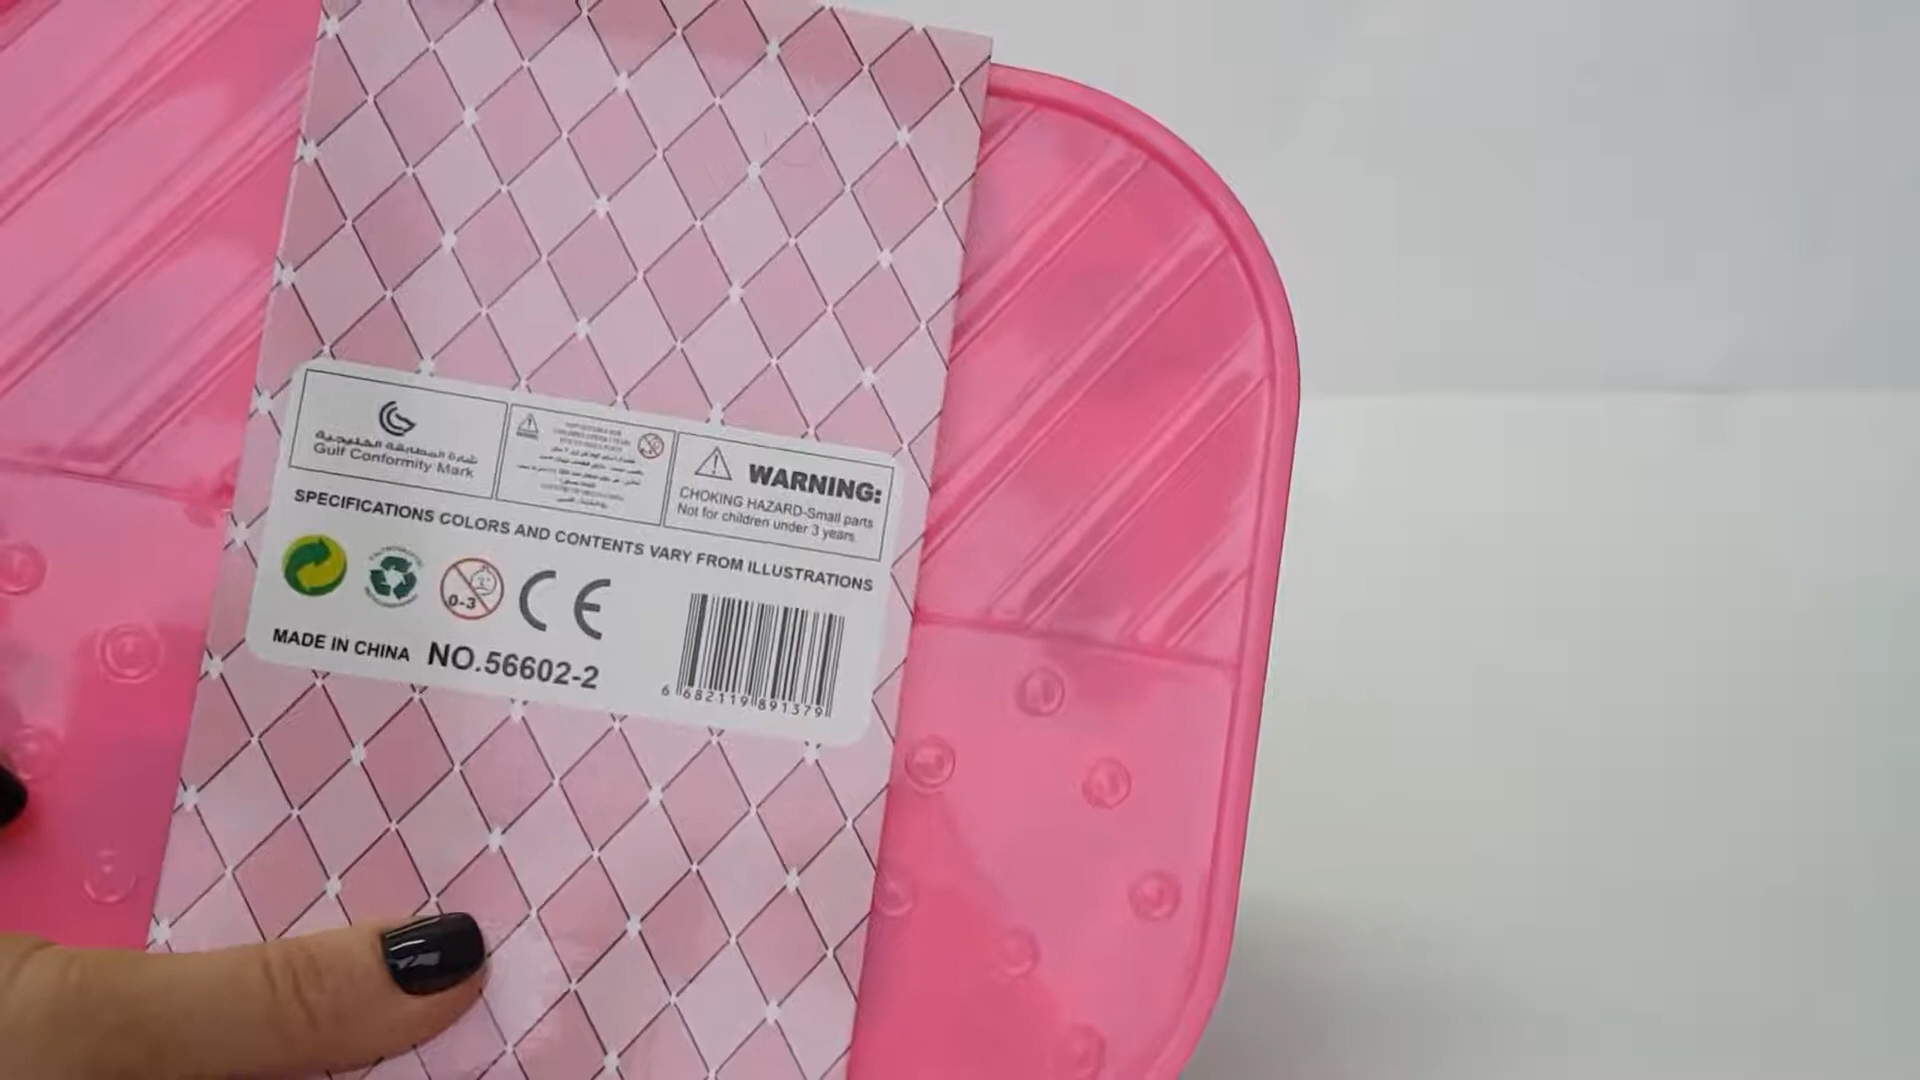 شارة المطابقة الخليجية
Gulf Conformity Mark
WARNING:
CHOKING HAZARD-Small parts
Not for children under 3 years
SPECIFICATIONS COLORS AND CONTENTS VARY FROM ILLUSTRATIONS
0-3
CE
MADE IN CHINA NO.56602-2
6 682119 891379